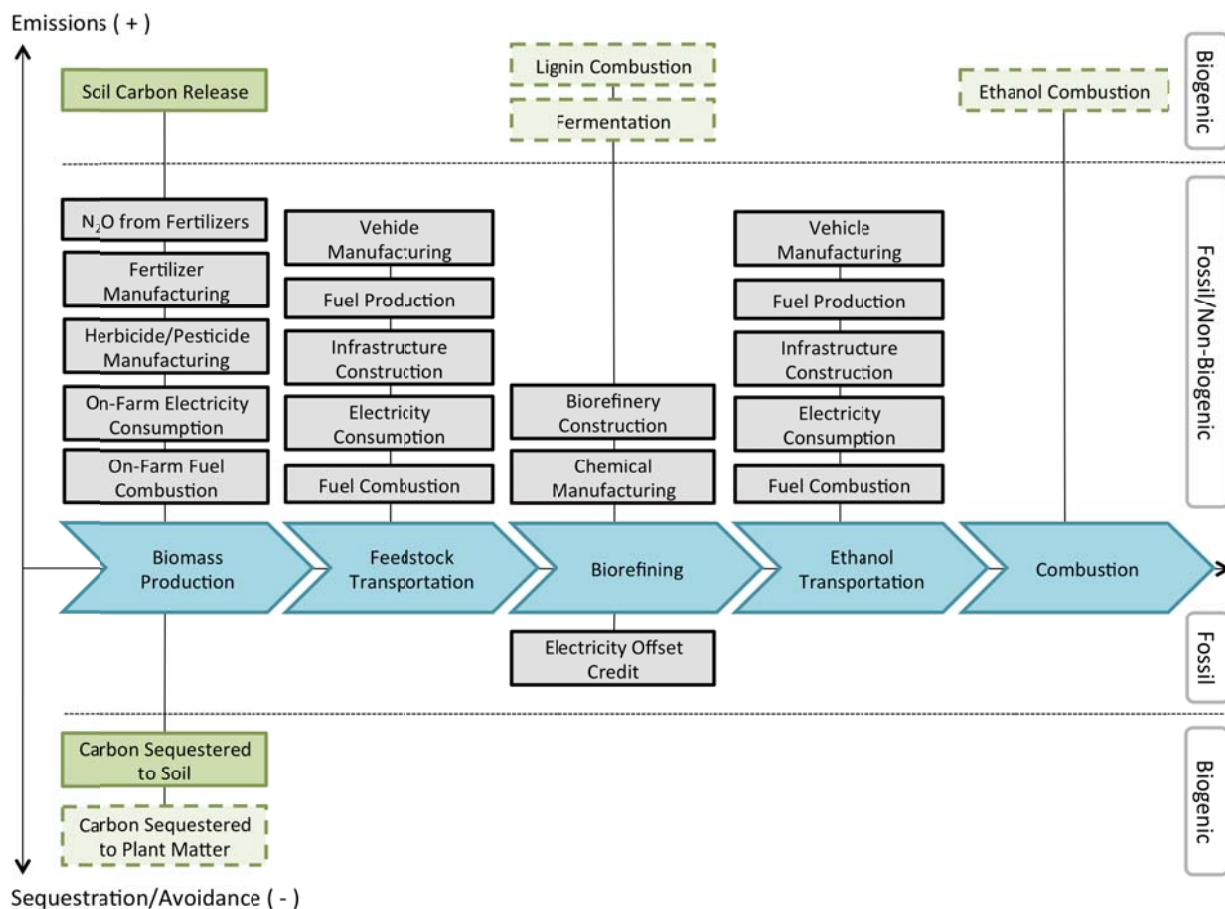 Emissions ( + )
Soil Carbon Release
Lignin Combustion
Fermentation
Ethanol Combustion
Biogenic
N₂O from Fertilizers
Fertilizer
Manufacturing
Herbicide/Pesticide
Manufacturing
On-Farm Electricity
Consumption
On-Farm Fuel
Combustion
Vehide
Manufacturing
Fuel Production
Infrastructure
Construction
Electricity
Consumption
Fuel Combustion
Biorefinery
Construction
Chemical
Manufacturing
Vehicle
Manufacturing
Fuel Production
Infrastructure
Construction
Electricity
Consumption
Fuel Combustion
Fossil/Non-Biogenic
Biomass
Production
Feedstock
Transportation
Biorefining
Ethanol
Transportation
Combustion
Electricity Offset
Credit
Fossil
Carbon Sequestered
to Soil
Carbon Sequestered
to Plant Matter
Biogenic
Sequestration/Avoidance ( - )